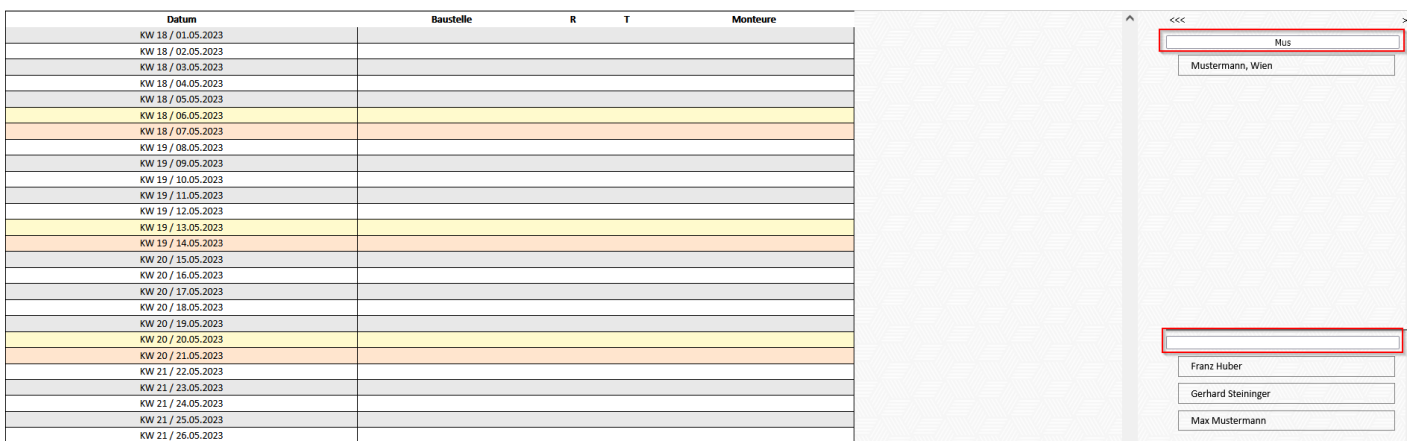 Datum Baustelle R T Monteure
KW 18 / 01.05.2023
KW 18 / 02.05.2023
KW 18 / 03.05.2023
KW 18 / 04.05.2023
KW 18 / 05.05.2023
KW 18 / 06.05.2023
KW 18 / 07.05.2023
KW 19 / 08.05.2023
KW 19 / 09.05.2023
KW 19 / 10.05.2023
KW 19 / 11.05.2023
KW 19 / 12.05.2023
KW 19 / 13.05.2023
KW 19 / 14.05.2023
KW 20 / 15.05.2023
KW 20 / 16.05.2023
KW 20 / 17.05.2023
KW 20 / 18.05.2023
KW 20 / 19.05.2023
KW 20 / 20.05.2023
KW 20 / 21.05.2023
KW 21 / 22.05.2023
KW 21 / 23.05.2023
KW 21 / 24.05.2023
KW 21 / 25.05.2023
KW 21 / 26.05.2023
<<< >
Mus
Mustermann, Wien
Franz Huber
Gerhard Steininger
Max Mustermann